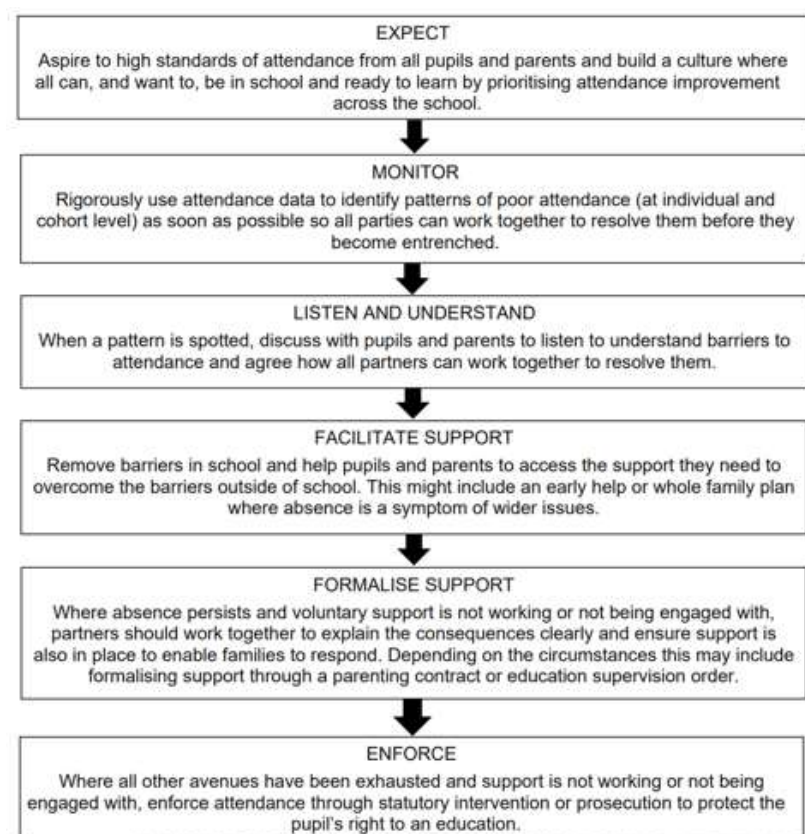 EXPECT
Aspire to high standards of attendance from all pupils and parents and build a culture where
all can, and want to, be in school and ready to learn by prioritising attendance improvement
across the school.
MONITOR
Rigorously use attendance data to identify patterns of poor attendance (at individual and
cohort level) as soon as possible so all parties can work together to resolve them before they
become entrenched.
LISTEN AND UNDERSTAND
When a pattern is spotted, discuss with pupils and parents to listen to understand barriers to
attendance and agree how all partners can work together to resolve them.
FACILITATE SUPPORT
Remove barriers in school and help pupils and parents to access the support they need to
overcome the barriers outside of school. This might include an early help or whole family plan
where absence is a symptom of wider issues.
FORMALISE SUPPORT
Where absence persists and voluntary support is not working or not being engaged with,
partners should work together to explain the consequences clearly and ensure support is
also in place to enable families to respond. Depending on the circumstances this may include
formalising support through a parenting contract or education supervision order.
ENFORCE
Where all other avenues have been exhausted and support is not working or not being
engaged with, enforce attendance through statutory intervention or prosecution to protect the
pupil's right to an education.